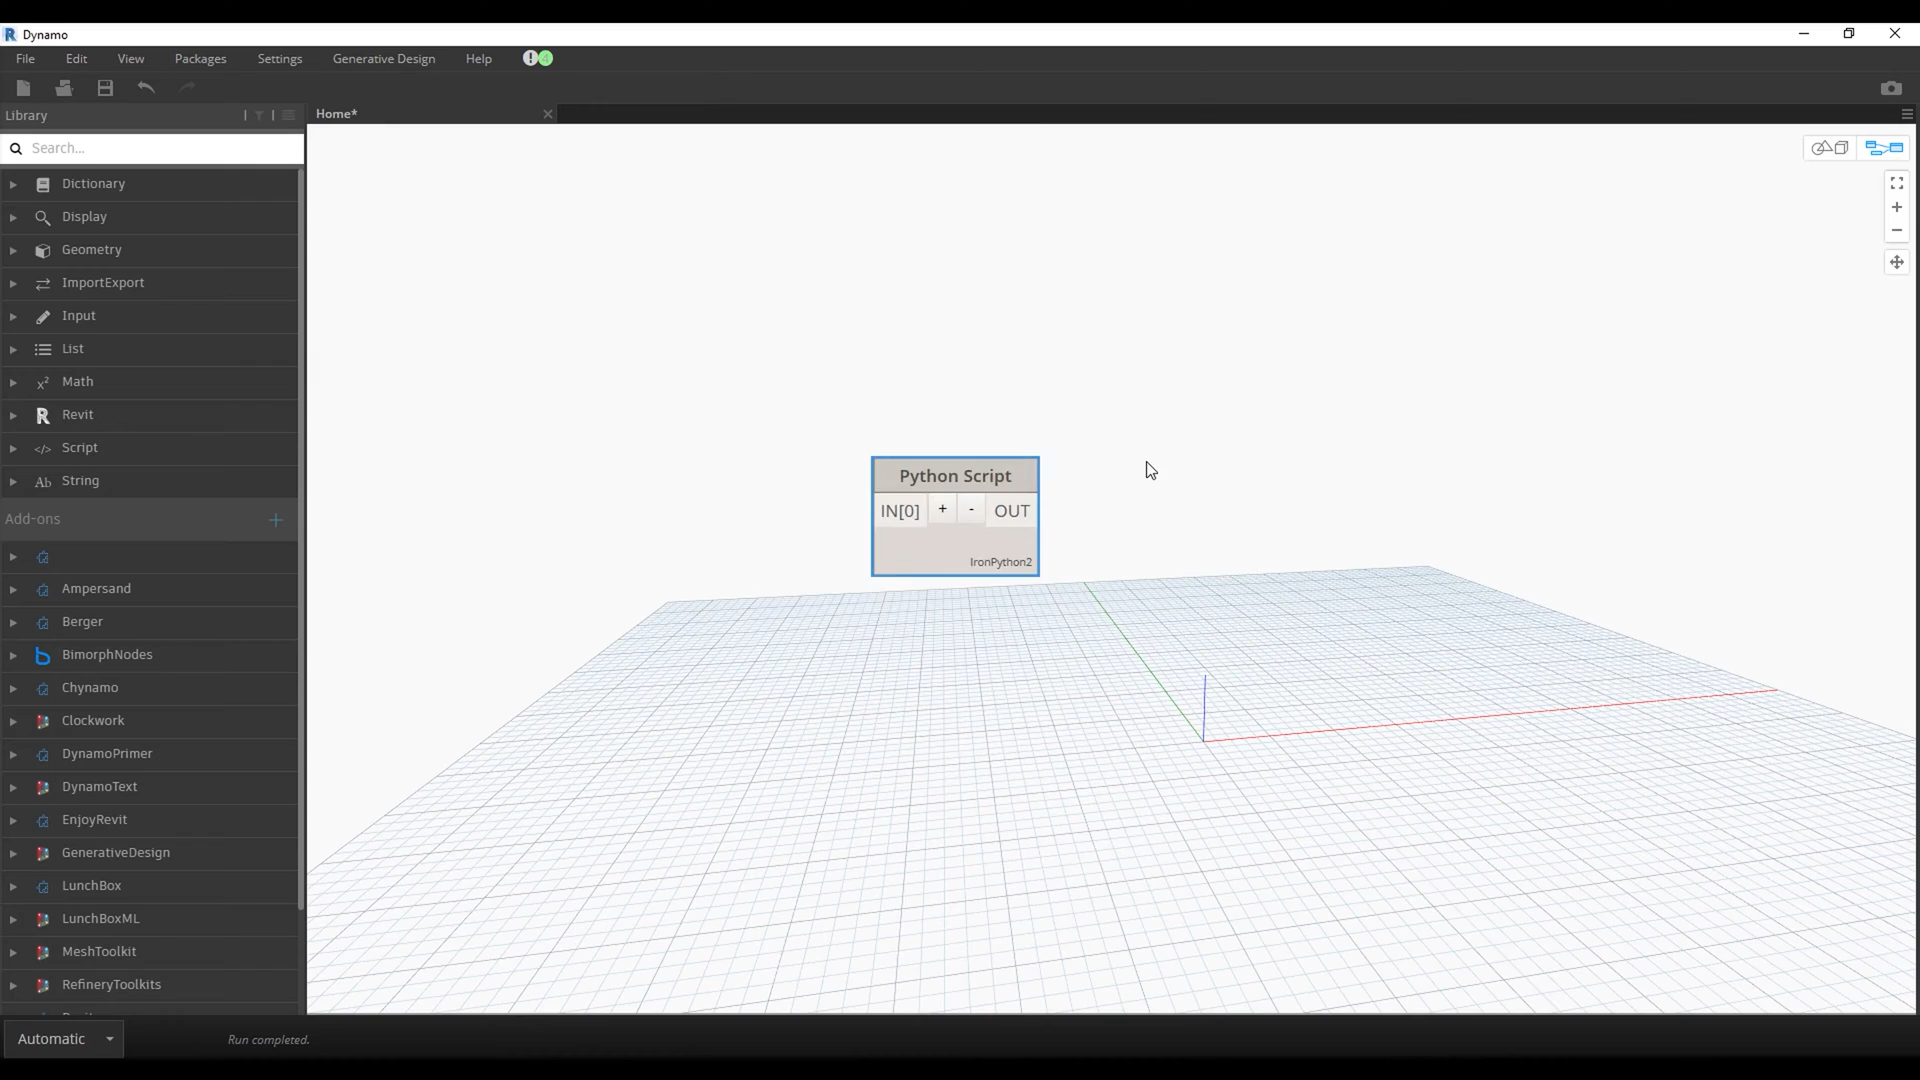 Dynamo
File Edit View Packages Settings Generative Design Help
Library
Home*
Search...
Dictionary
Display
Geometry
ImportExport
Input
List
Math
Revit
Script
String
Add-ons
Ampersand
Berger
BimorphNodes
Chynamo
Clockwork
DynamoPrimer
DynamoText
EnjoyRevit
GenerativeDesign
LunchBox
LunchBoxML
MeshToolkit
RefineryToolkits
Python Script
IN[0] + - OUT
IronPython2
Automatic
Run completed.